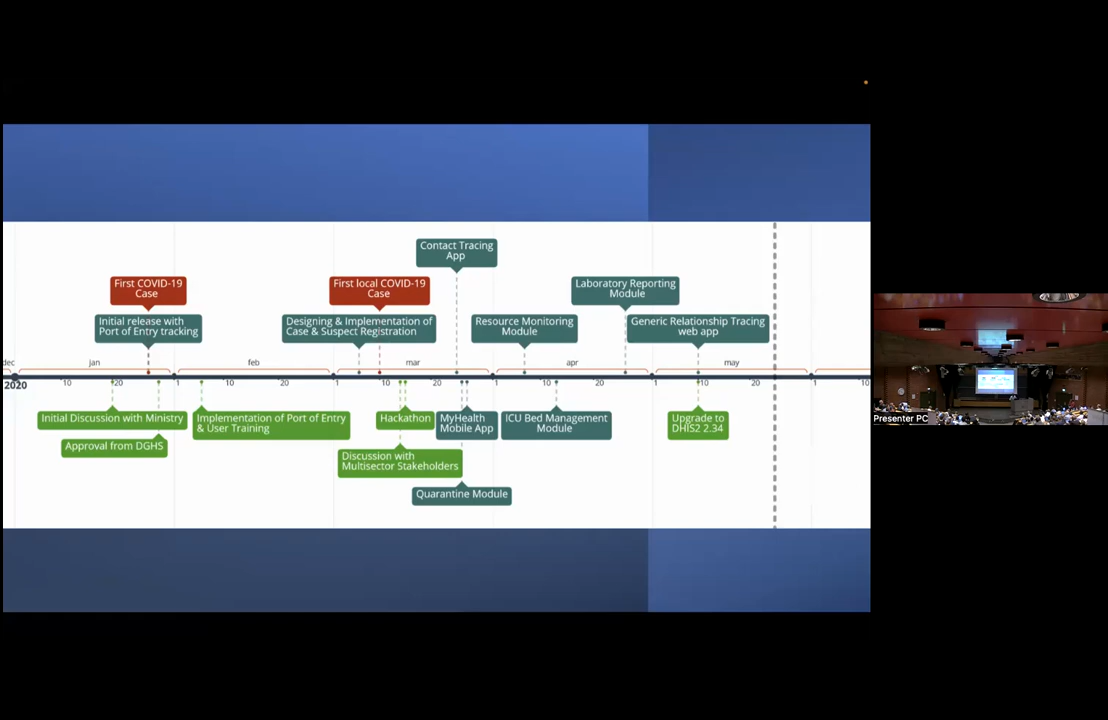 Contact Tracing
App
First COVID-19
Case
First local COVID-19
Case
Laboratory Reporting
Module
Initial release with
Port of Entry tracking
Designing & Implementation of
Case & Suspect Registration
Resource Monitoring
Module
Generic Relationship Tracing
web app
dec jan feb mar apr may
2020 10 20 10 20 1 10 20 1 10 20 1 10 20 1 10
Initial Discussion with Ministry
Implementation of Port of Entry
& User Training
Hackathon
MyHealth
Mobile App
ICU Bed Management
Module
Upgrade to
DHIS2 2.34
Approval from DGHS
Discussion with
Multisector Stakeholders
Quarantine Module
Presenter PC